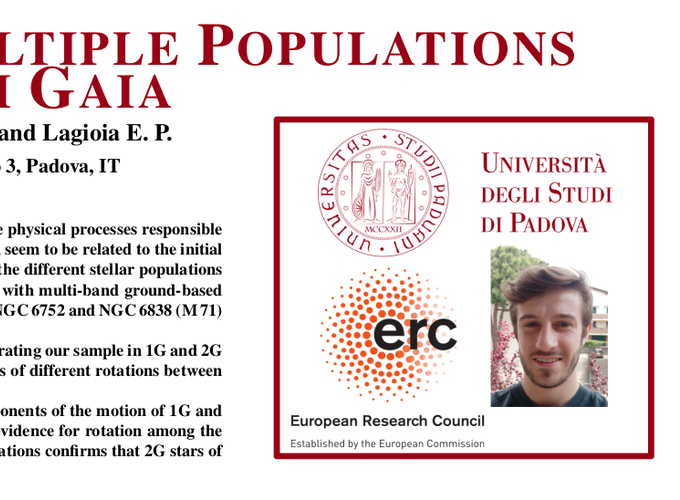 LTIPLE POPULATIONS
I GAIA
and Lagioia E. P.
3, Padova, IT
e physical processes responsible
seem to be related to the initial
the different stellar populations
with multi-band ground-based
NGC 6752 and NGC 6838 (M 71)
rating our sample in 1G and 2G
s of different rotations between
onents of the motion of 1G and
vidence for rotation among the
ations confirms that 2G stars of
UNIVERSITAS STUDII PADUANI
MCCXXII
UNIVERSITÀ
DEGLI STUDI
DI PADOVA
erc
European Research Council
Established by the European Commission